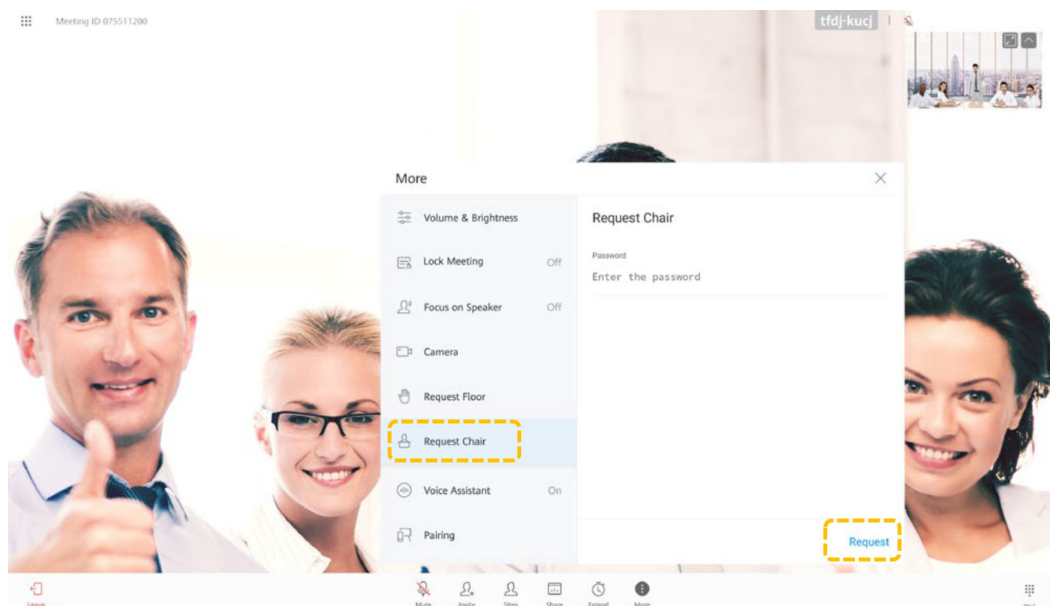 Meeting ID 075511200
tfdj-kucj
More
Volume & Brightness
Lock Meeting Off
Focus on Speaker Off
Camera
Request Floor
Request Chair
Voice Assistant On
Pairing
Request Chair
Password
Enter the password
Request
Leave
Mute
Invite
Sites
Share
Extend
More